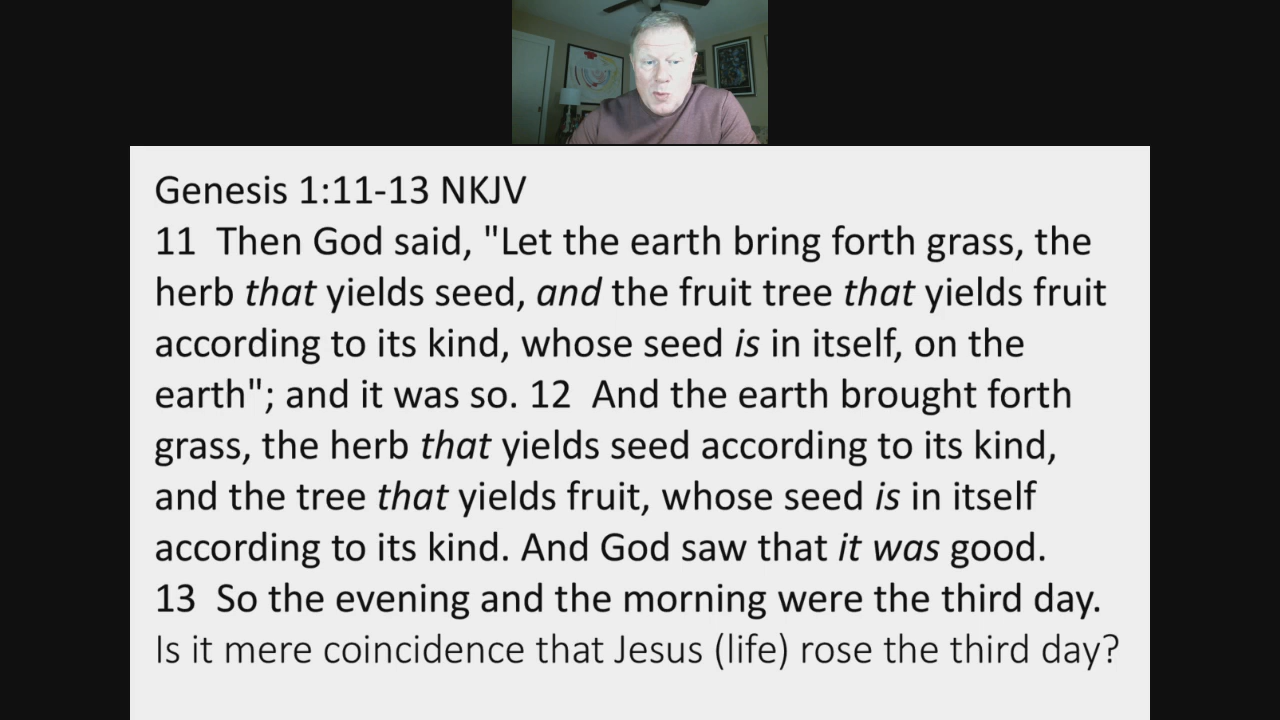 Genesis 1:11-13 NKJV
11  Then God said, "Let the earth bring forth grass, the
herb that yields seed, and the fruit tree that yields fruit
according to its kind, whose seed is in itself, on the
earth"; and it was so. 12  And the earth brought forth
grass, the herb that yields seed according to its kind,
and the tree that yields fruit, whose seed is in itself
according to its kind. And God saw that it was good.
13  So the evening and the morning were the third day.
Is it mere coincidence that Jesus (life) rose the third day?